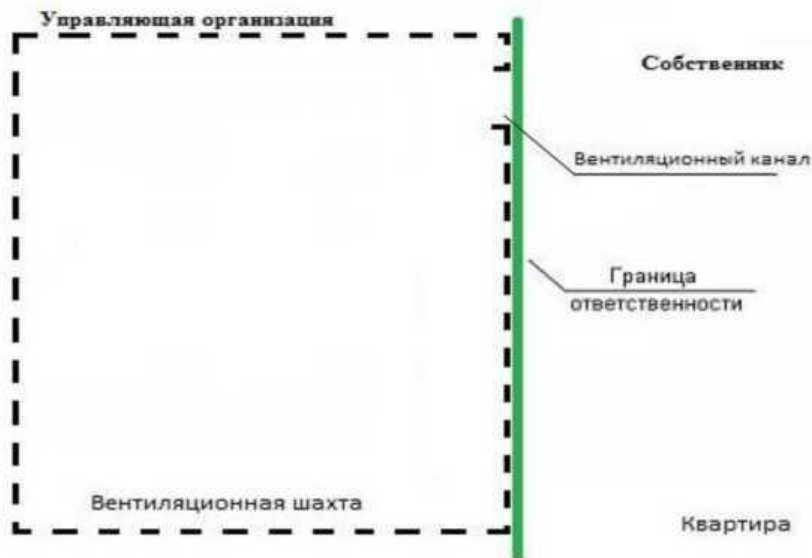 Управляющая организация
Собственник
Вентиляционный канал
Граница
ответственности
Вентиляционная шахта
Квартира